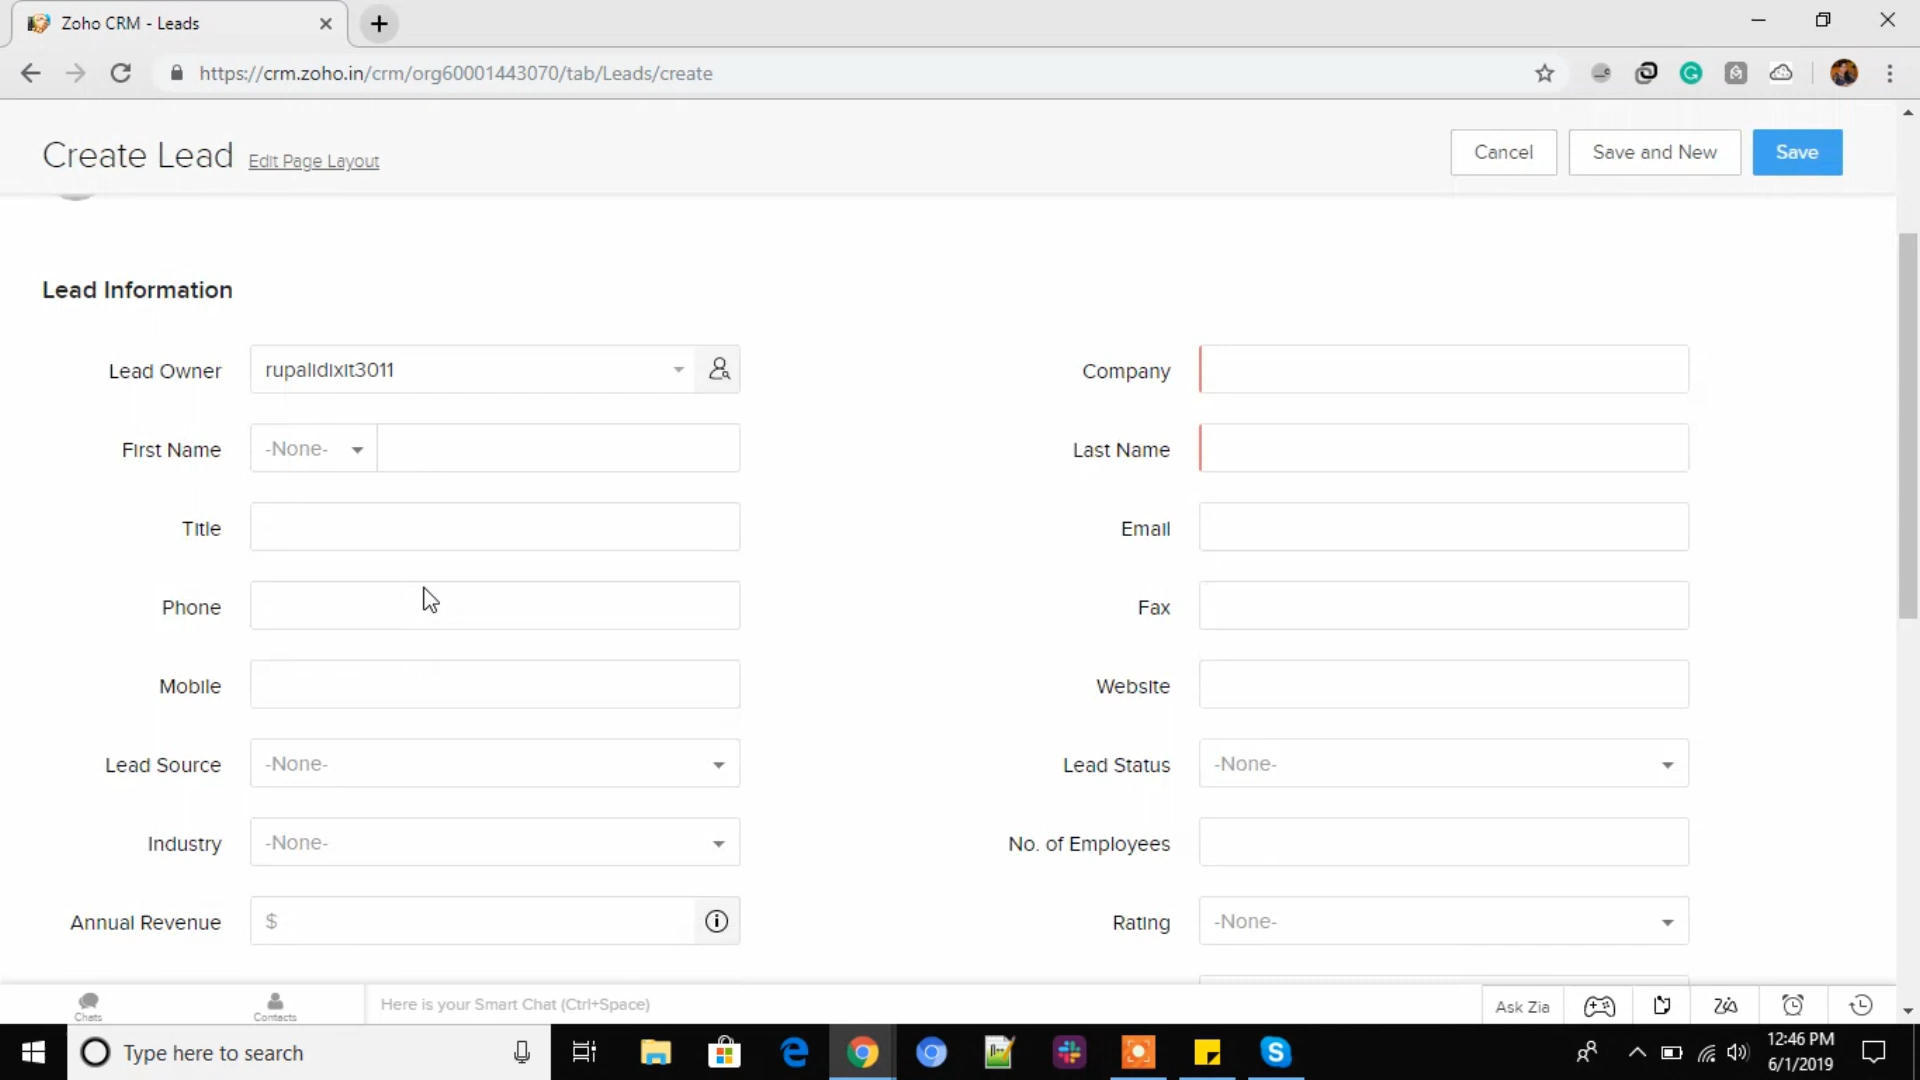 Zoho CRM - Leads
https://crm.zoho.in/crm/org60001443070/tab/Leads/create
Create Lead Edit Page Layout
Cancel Save and New Save
Lead Information
Lead Owner rupalidixit3011 Company
First Name -None- Last Name
Title Email
Phone Fax
Mobile Website
Lead Source -None- Lead Status -None-
Industry -None- No. of Employees
Annual Revenue $ Rating -None-
Chats Contacts Here is your Smart Chat (Ctrl+Space) Ask Zia
Type here to search
12:46 PM
6/1/2019